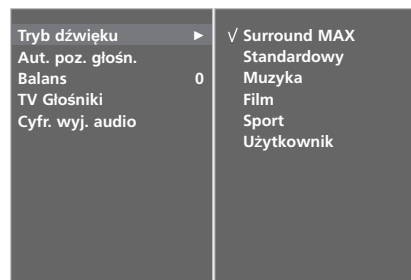 Tryb dźwięku ►
Aut. poz. głośn.
Balans 0
TV Głośniki
Cyfr. wyj. audio
√ Surround MAX
Standardowy
Muzyka
Film
Sport
Użytkownik